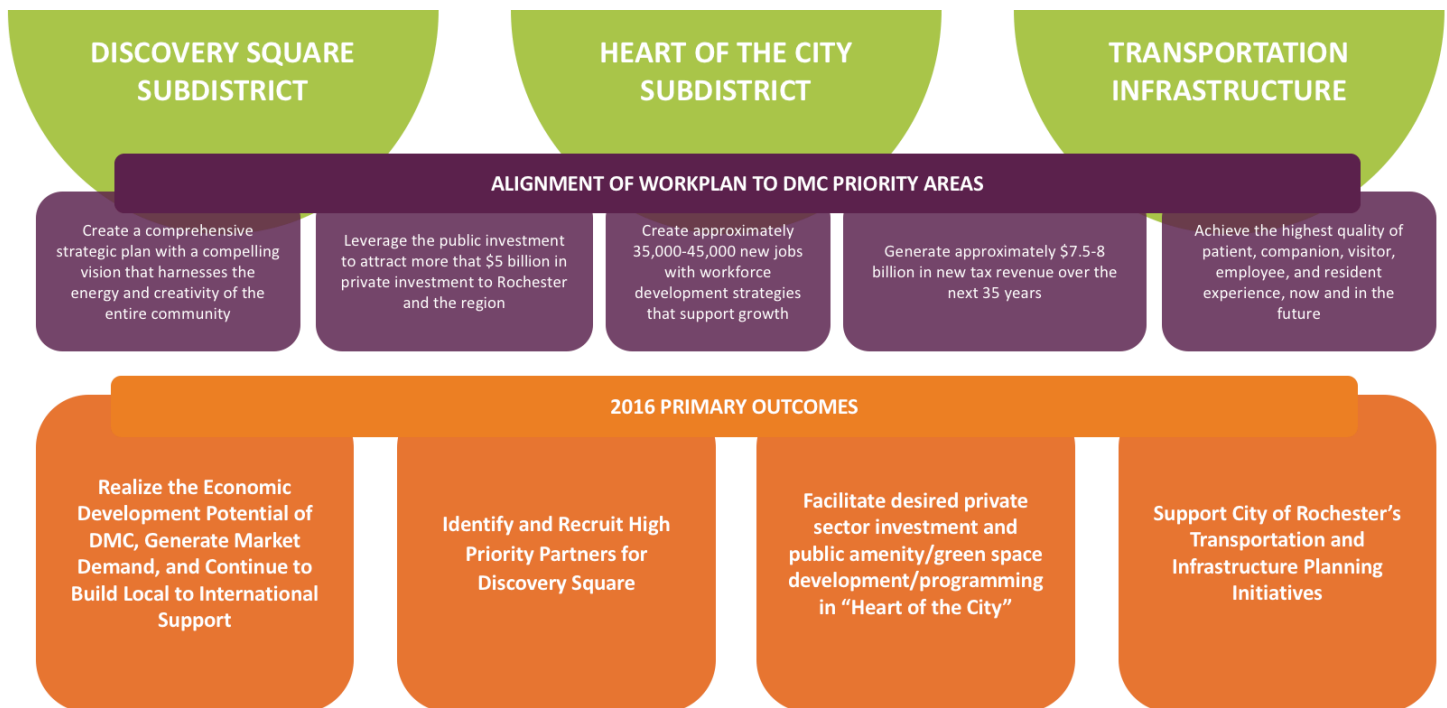 DISCOVERY SQUARE
SUBDISTRICT
HEART OF THE CITY
SUBDISTRICT
TRANSPORTATION
INFRASTRUCTURE
ALIGNMENT OF WORKPLAN TO DMC PRIORITY AREAS
Create a comprehensive
strategic plan with a compelling
vision that harnesses the
energy and creativity of the
entire community
Leverage the public investment
to attract more that $5 billion in
private investment to Rochester
and the region
Create approximately
35,000-45,000 new jobs
with workforce
development strategies
that support growth
Generate approximately $7.5-8
billion in new tax revenue over the
next 35 years
Achieve the highest quality of
patient, companion, visitor,
employee, and resident
experience, now and in the
future
2016 PRIMARY OUTCOMES
Realize the Economic
Development Potential of
DMC, Generate Market
Demand, and Continue to
Build Local to International
Support
Identify and Recruit High
Priority Partners for
Discovery Square
Facilitate desired private
sector investment and
public amenity/green space
development/programming
in “Heart of the City”
Support City of Rochester’s
Transportation and
Infrastructure Planning
Initiatives